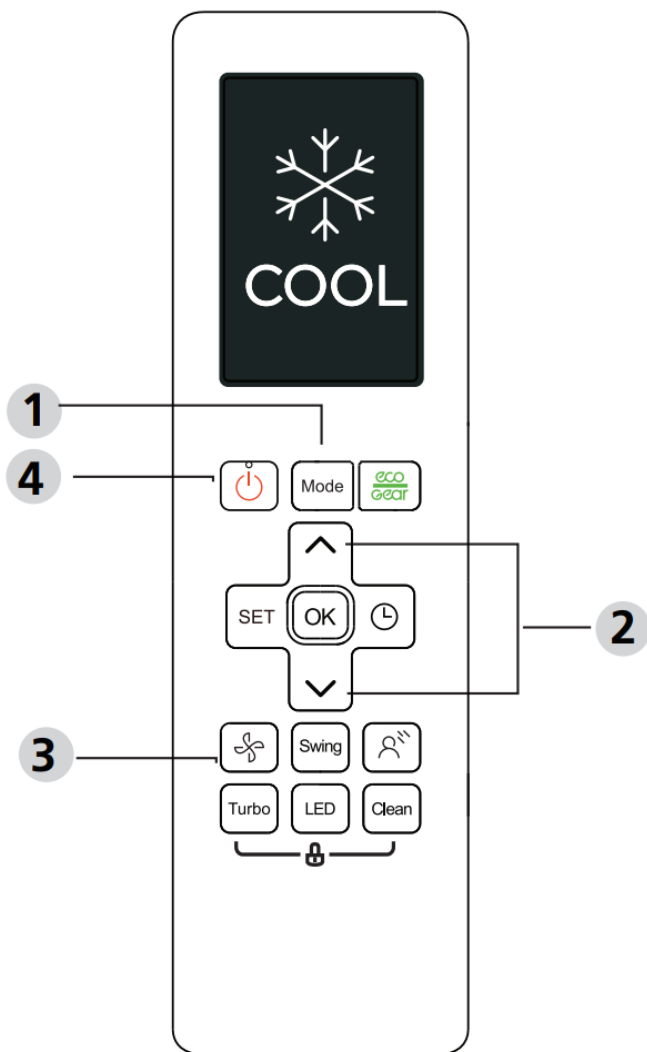 COOL
1
4
Mode
eco
Gear
SET
OK
2
3
Swing
Turbo
LED
Clean